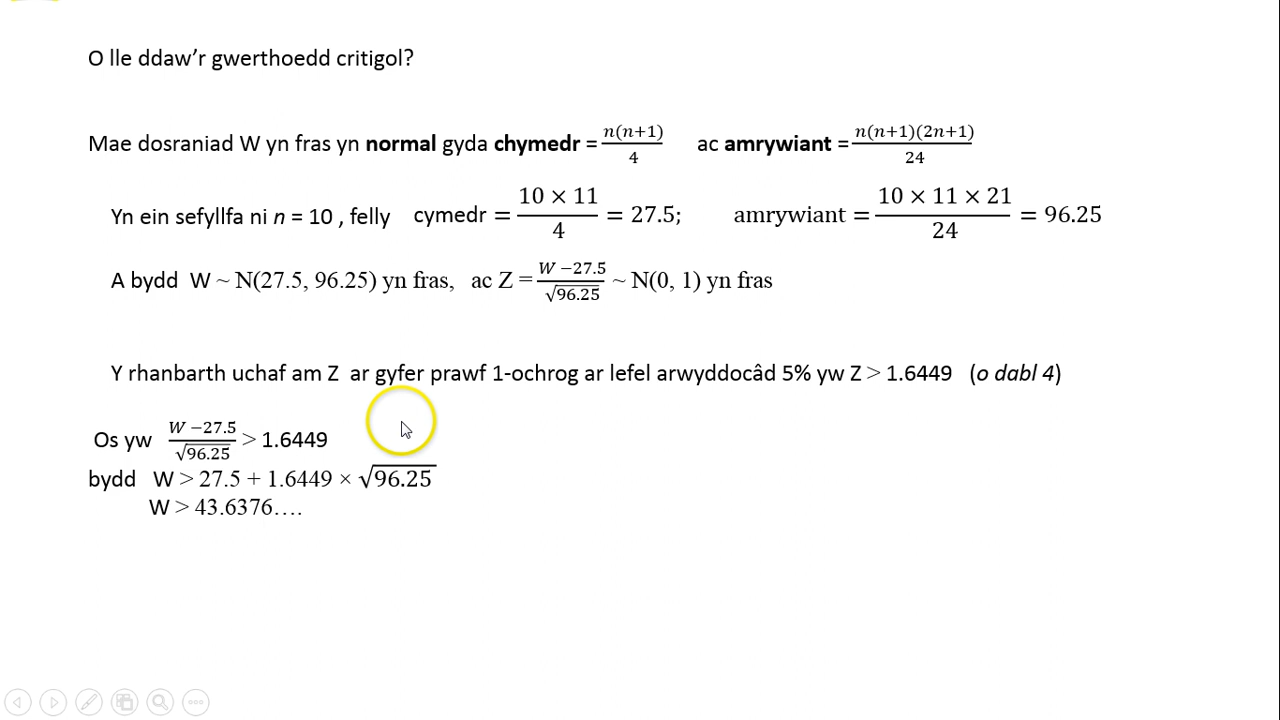 O lle ddaw’r gwerthoedd critigol?
Mae dosraniad W yn fras yn normal gyda chymedr = n(n+1)/4 ac amrywiant = n(n+1)(2n+1)/24
Yn ein sefyllfa ni n = 10 , felly cymedr = 10 × 11/4 = 27.5; amrywiant = 10 × 11 × 21/24 = 96.25
A bydd W ~ N(27.5, 96.25) yn fras, ac Z = W −27.5/√96.25 ~ N(0, 1) yn fras
Y rhanbarth uchaf am Z ar gyfer prawf 1-ochrog ar lefel arwyddocâd 5% yw Z > 1.6449 (o dabl 4)
Os yw W −27.5/√96.25 > 1.6449
bydd W > 27.5 + 1.6449 × √96.25
W > 43.6376….